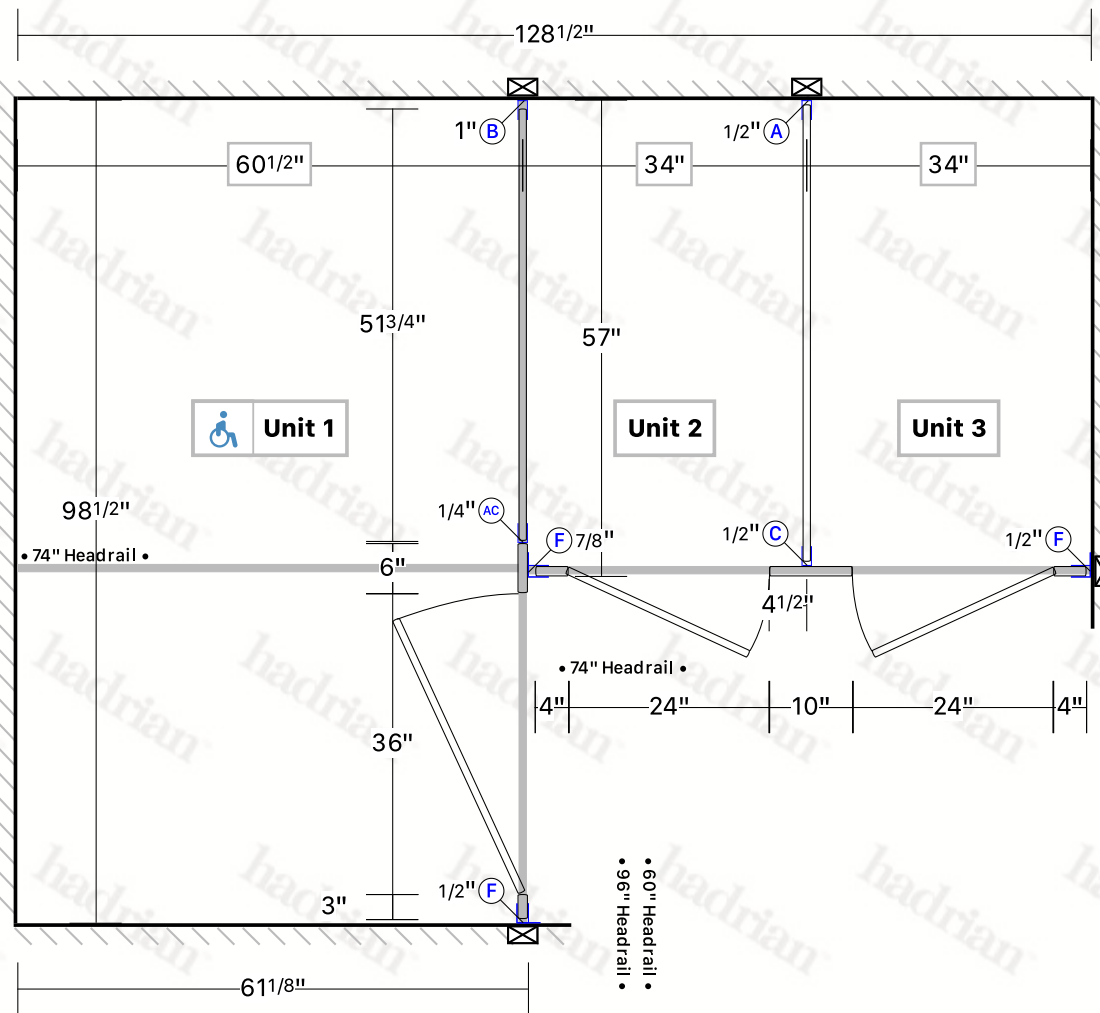 128 1/2"
1" B
1/2" A
60 1/2"
34"
34"
51 3/4"
57"
Unit 1
Unit 2
Unit 3
98 1/2"
1/4" AC
F 7/8"
1/2" C
1/2" F
• 74" Headrail •
6"
4 1/2"
• 74" Headrail •
4"
24"
10"
24"
4"
36"
3"
1/2" F
• 96" Headrail •
• 60" Headrail •
61 1/8"
hadrian